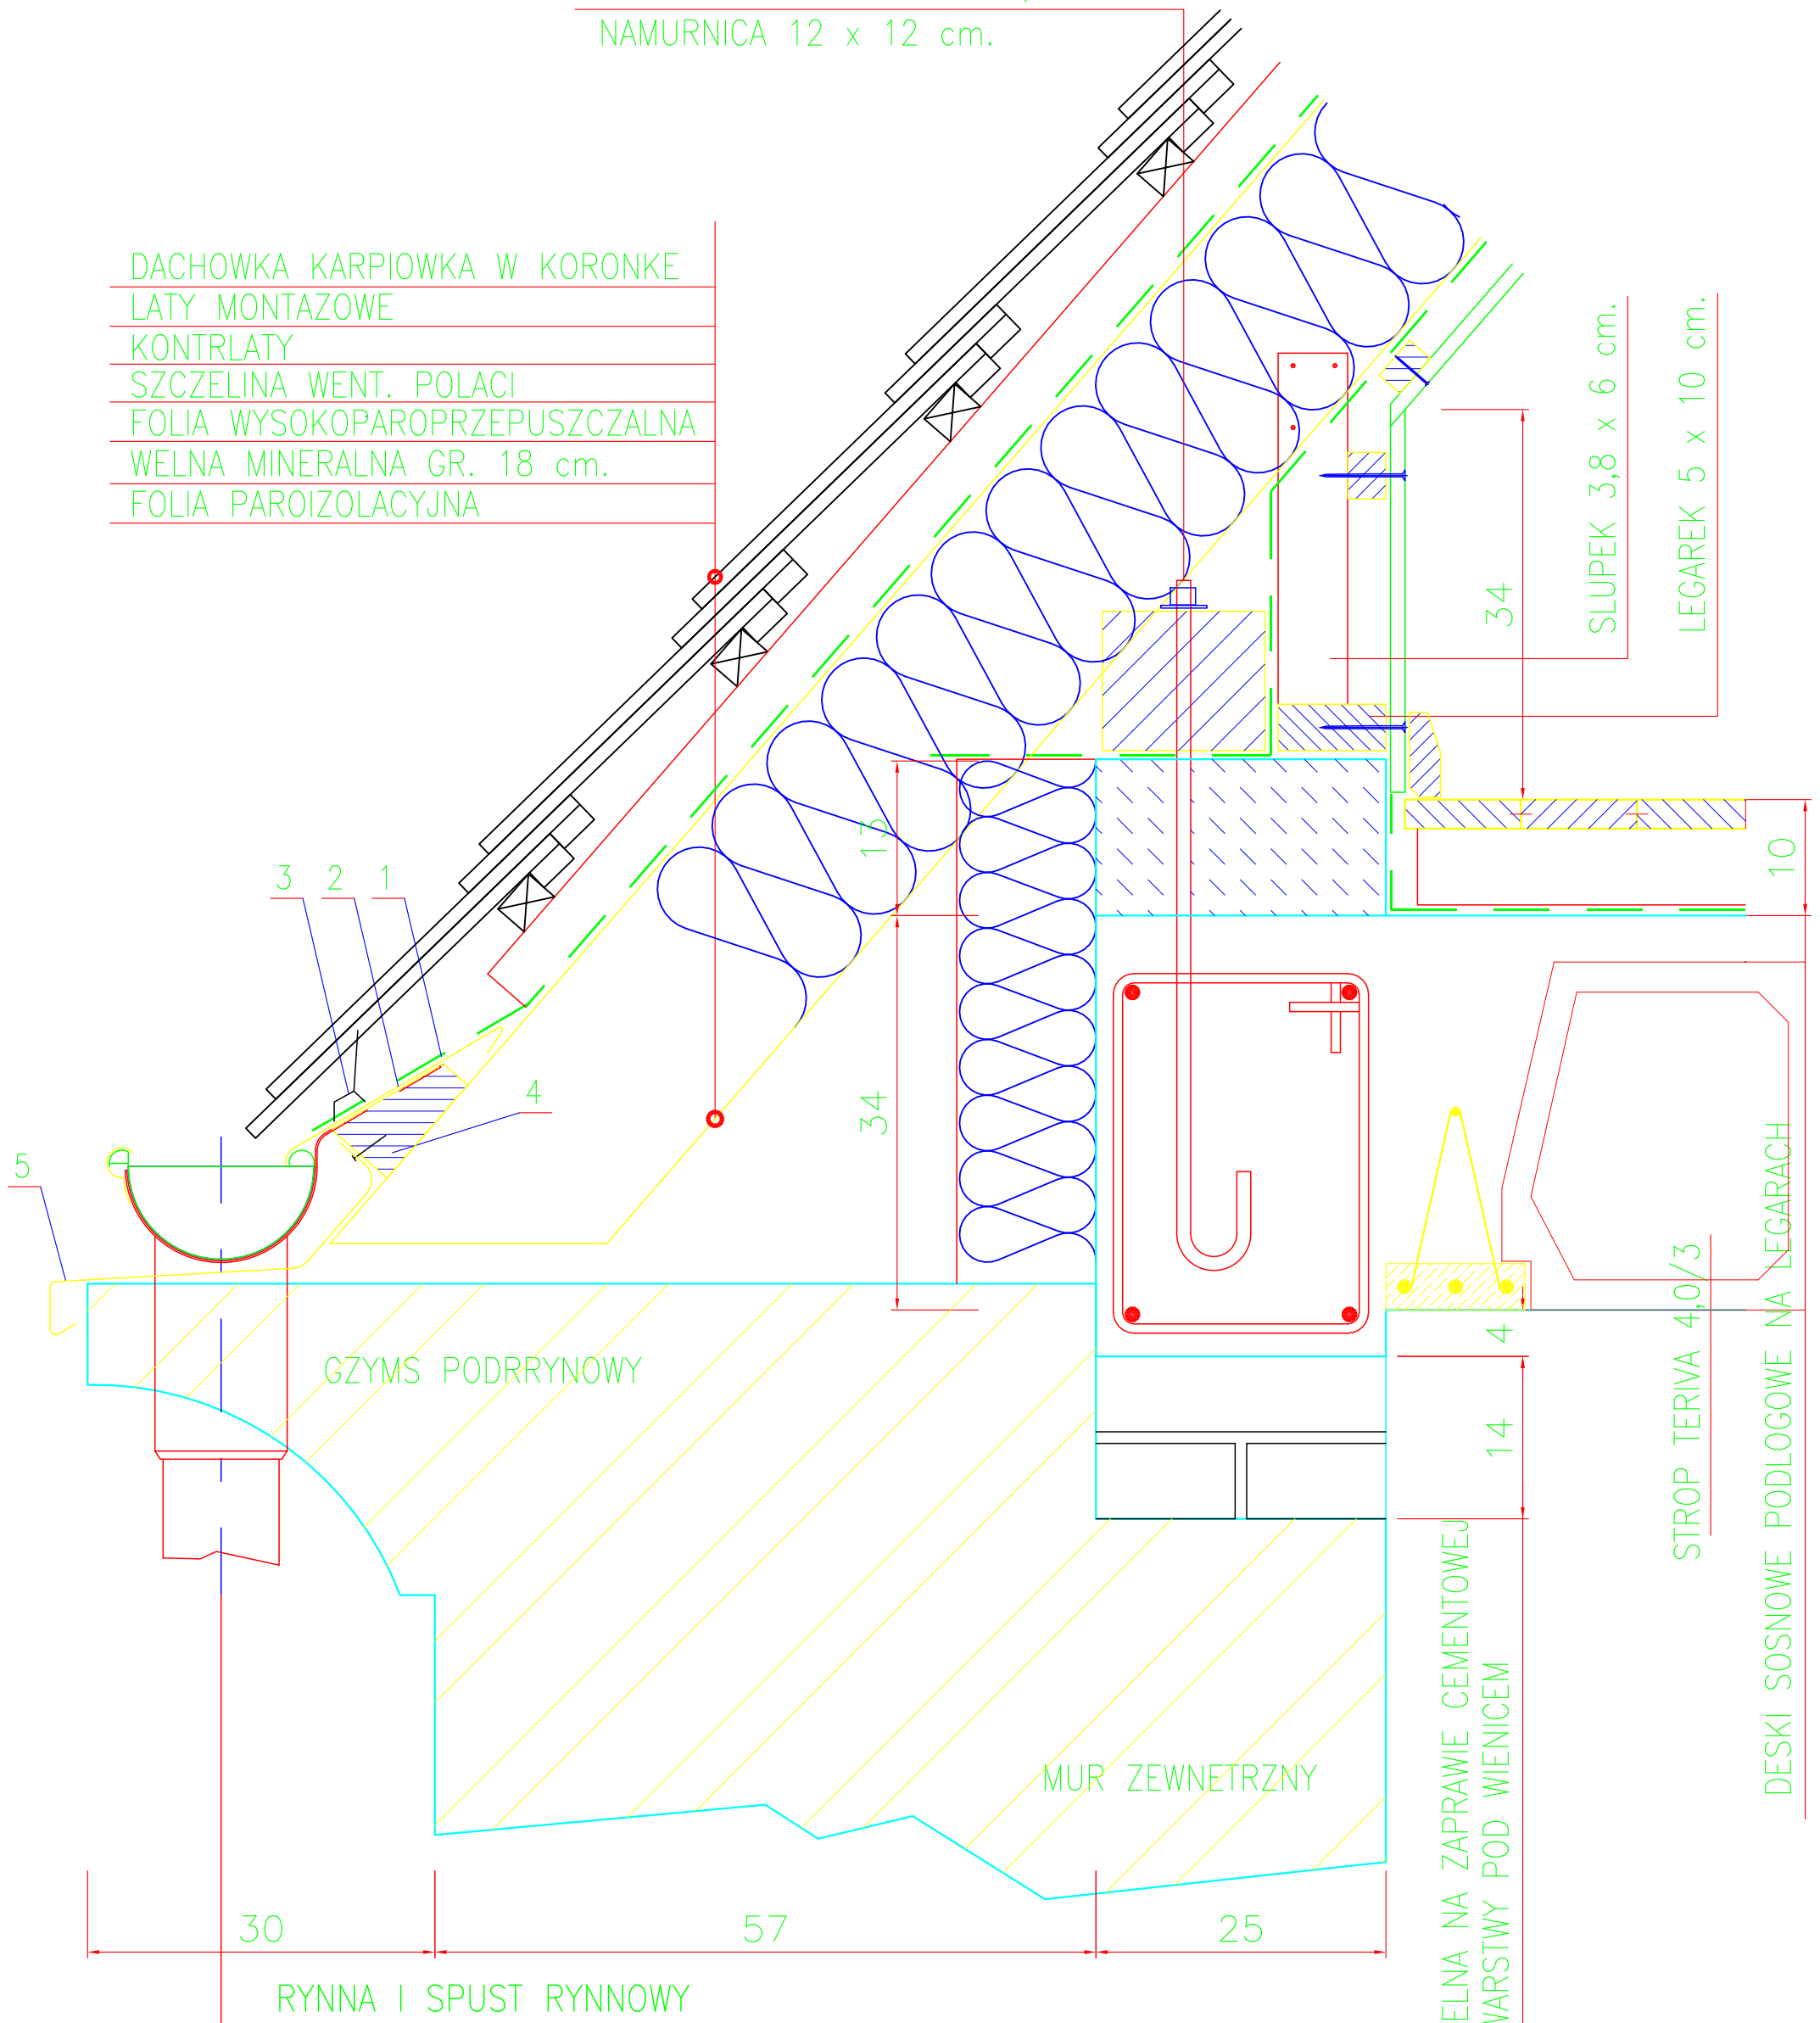 NAMURNICA 12 x 12 cm.
DACHOWKA KARPIOWKA W KORONKE
LATY MONTAZOWE
KONTRLATY
SZCZELINA WENT. POLACI
FOLIA WYSOKOPAROPRZEPUSZCZALNA
WELNA MINERALNA GR. 18 cm.
FOLIA PAROIZOLACYJNA
SLUPEK 3,8 x 6 cm.
LEGAREK 5 x 10 cm.
34
13
10
3 2 1
34
4
5
4
GZYMS PODRRYNOWY
14
STROP TERIVA 4,0/3
DESKI SOSNOWE PODLOGOWE NA LEGARACH
ELNA NA ZAPRAWIE CEMENTOWEJ
WARSTWY POD WIENICEM
MUR ZEWNETRZNY
30
57
25
RYNNA I SPUST RYNNOWY